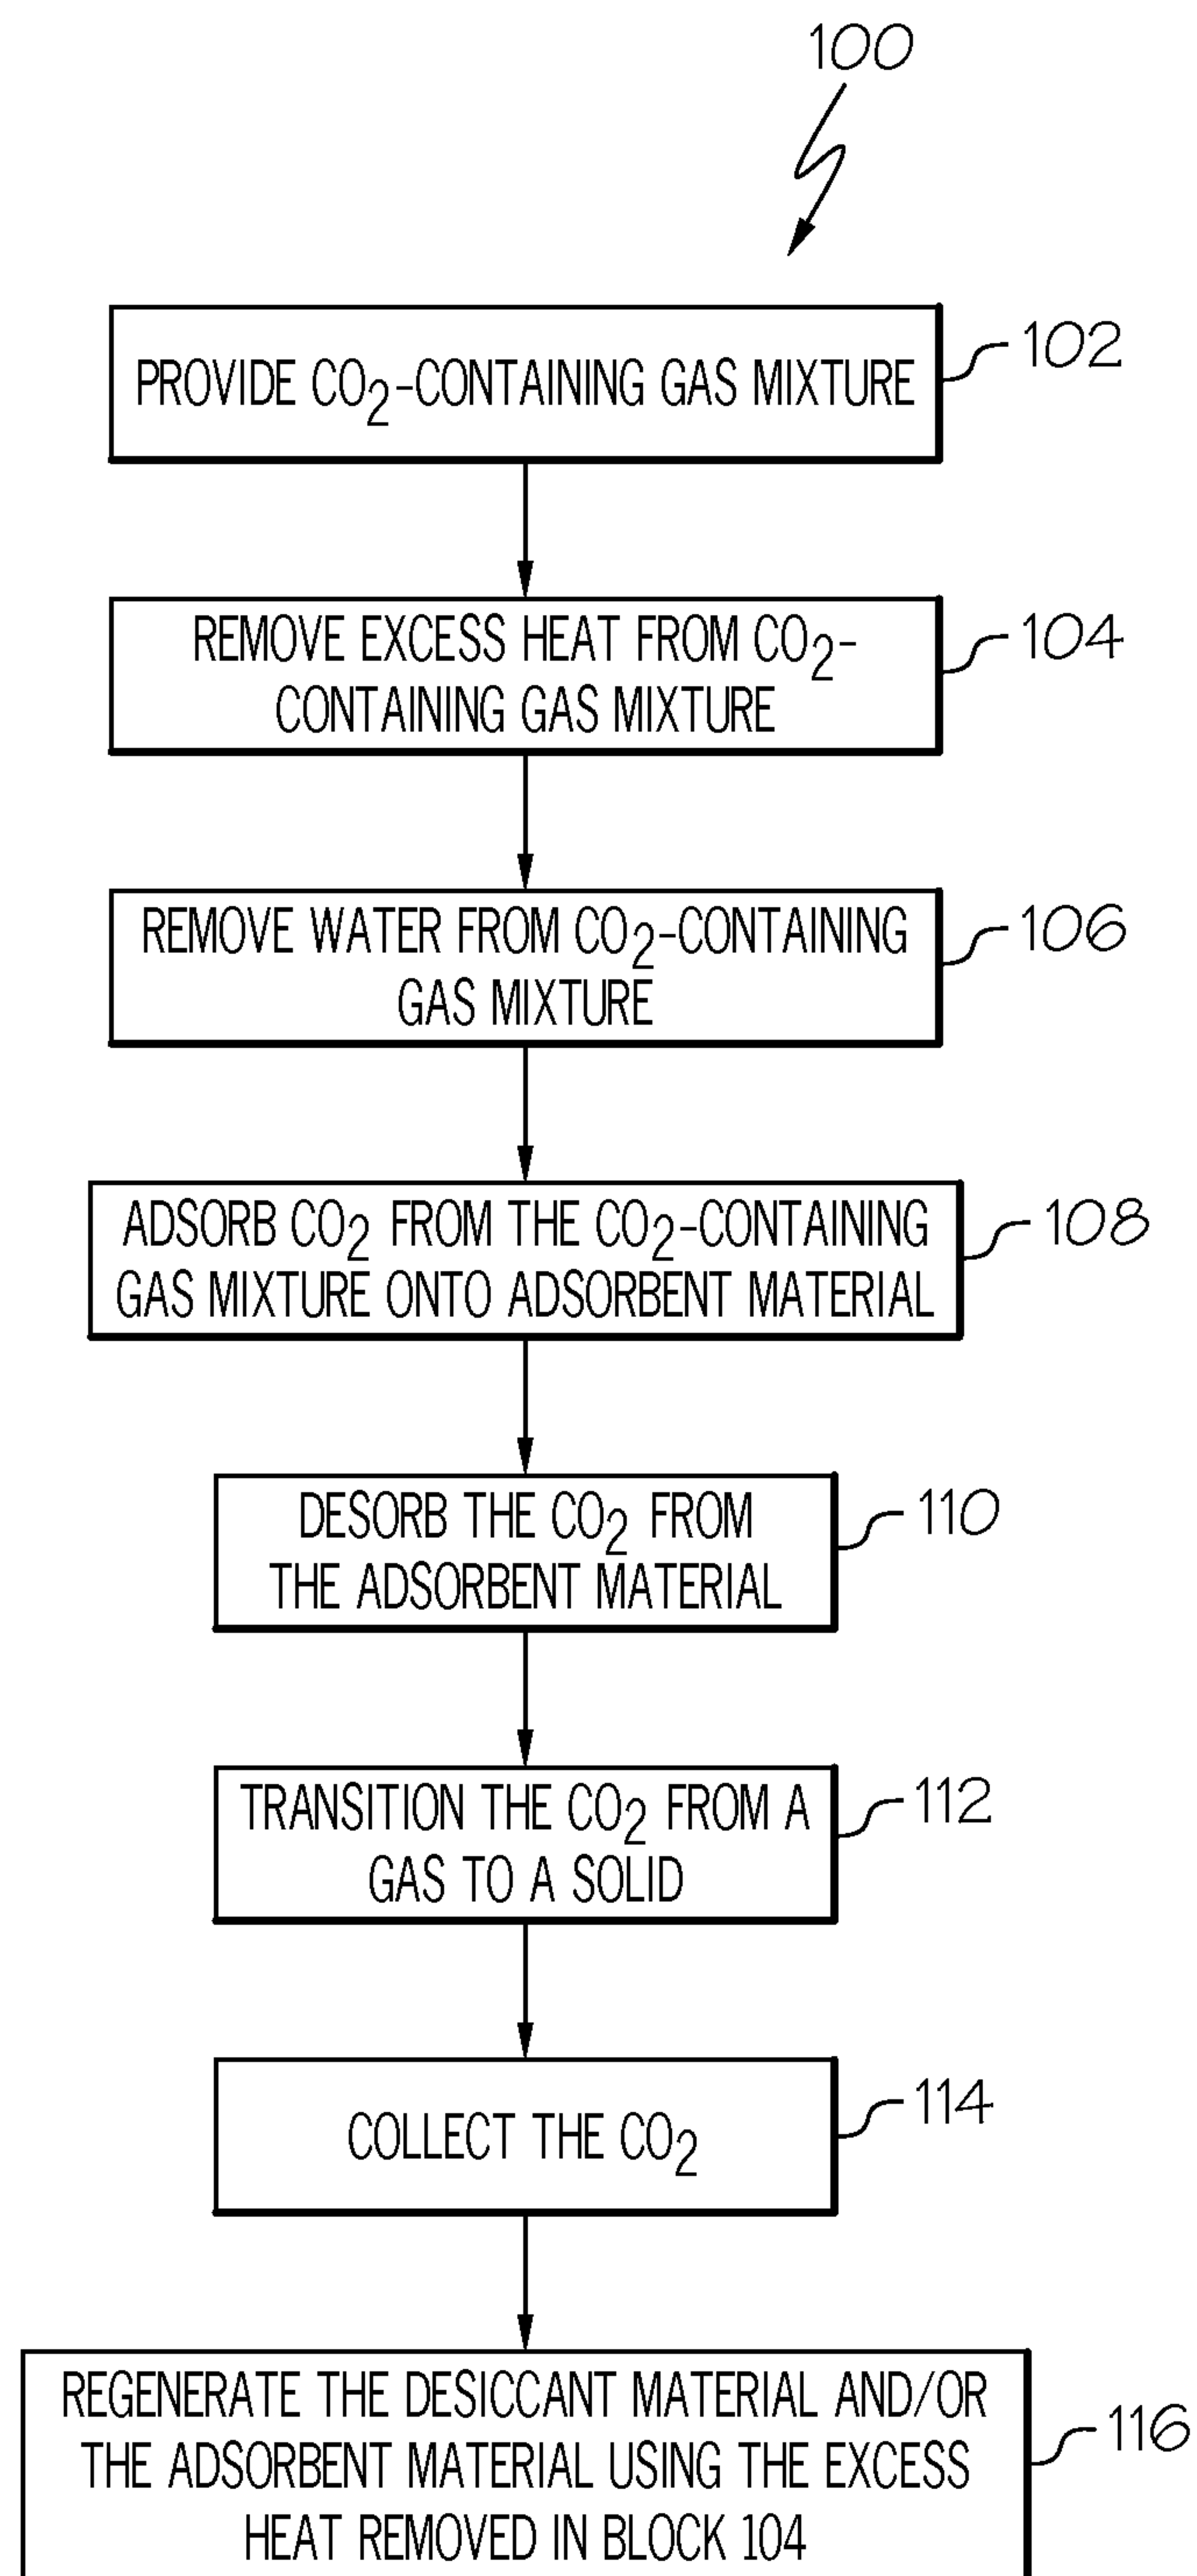 100
PROVIDE CO₂-CONTAINING GAS MIXTURE
102
REMOVE EXCESS HEAT FROM CO₂-
CONTAINING GAS MIXTURE
104
REMOVE WATER FROM CO₂-CONTAINING
GAS MIXTURE
106
ADSORB CO₂ FROM THE CO₂-CONTAINING
GAS MIXTURE ONTO ADSORBENT MATERIAL
108
DESORB THE CO₂ FROM
THE ADSORBENT MATERIAL
110
TRANSITION THE CO₂ FROM A
GAS TO A SOLID
112
COLLECT THE CO₂
114
REGENERATE THE DESICCANT MATERIAL AND/OR
THE ADSORBENT MATERIAL USING THE EXCESS
HEAT REMOVED IN BLOCK 104
116